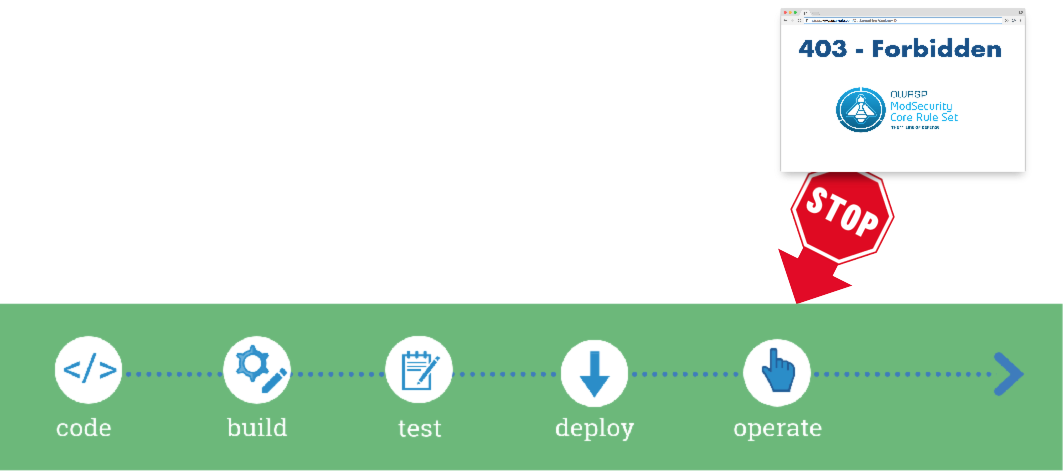 403 - Forbidden
OWASP
ModSecurity
Core Rule Set
STOP
</>
code
build
test
deploy
operate